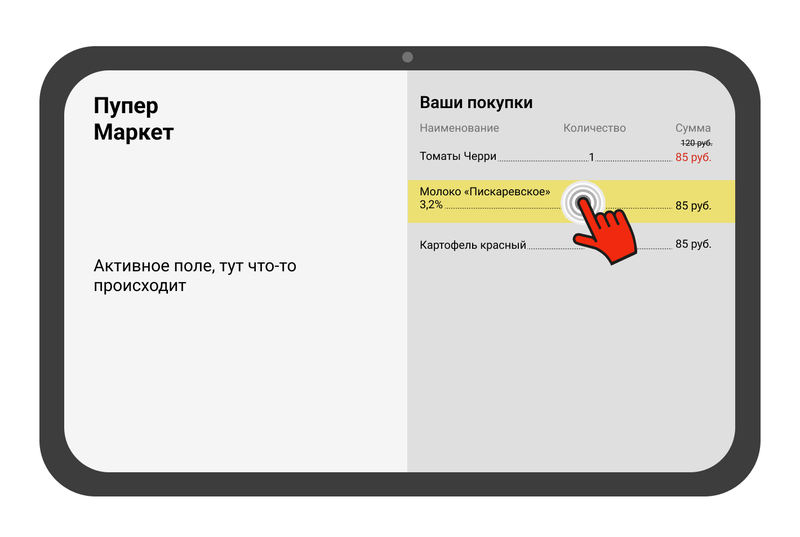 Пупер
Маркет
Активное поле, тут что-то
происходит
Ваши покупки
Наименование Количество Сумма
120 руб.
Томаты Черри 1 85 руб.
Молоко «Пискаревское»
3,2% 85 руб.
Картофель красный 85 руб.